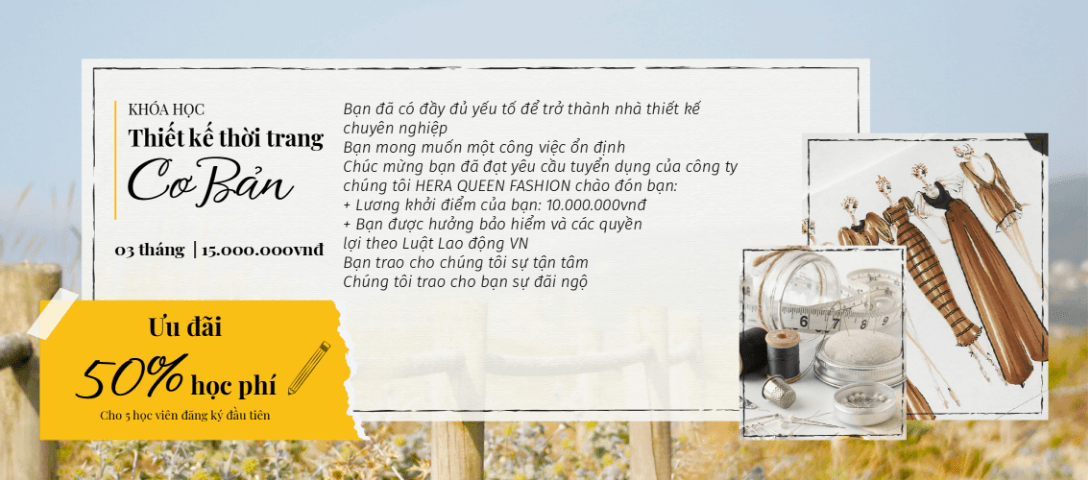 KHÓA HỌC
Thiết kế thời trang
Cơ Bản
03 tháng | 15.000.000vnđ
Ưu đãi
50% học phí
Cho 5 học viên đăng ký đầu tiên
Bạn đã có đầy đủ yếu tố để trở thành nhà thiết kế
chuyên nghiệp
Bạn mong muốn một công việc ổn định
Chúc mừng bạn đã đạt yêu cầu tuyển dụng của công ty
chúng tôi HERA QUEEN FASHION chào đón bạn:
+ Lương khởi điểm của bạn: 10.000.000vnđ
+ Bạn được hưởng bảo hiểm và các quyền
lợi theo Luật Lao động VN
Bạn trao cho chúng tôi sự tận tâm
Chúng tôi trao cho bạn sự đãi ngộ
6 7 8